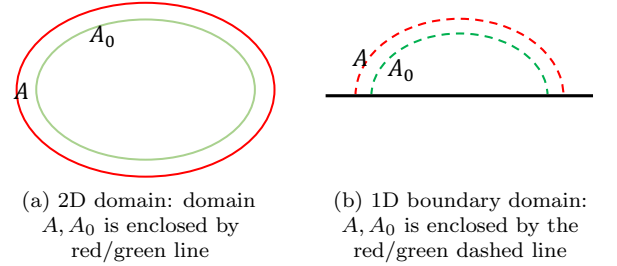 A₀
A
A
A₀
(a) 2D domain: domain
A, A₀ is enclosed by
red/green line
(b) 1D boundary domain:
A, A₀ is enclosed by the
red/green dashed line